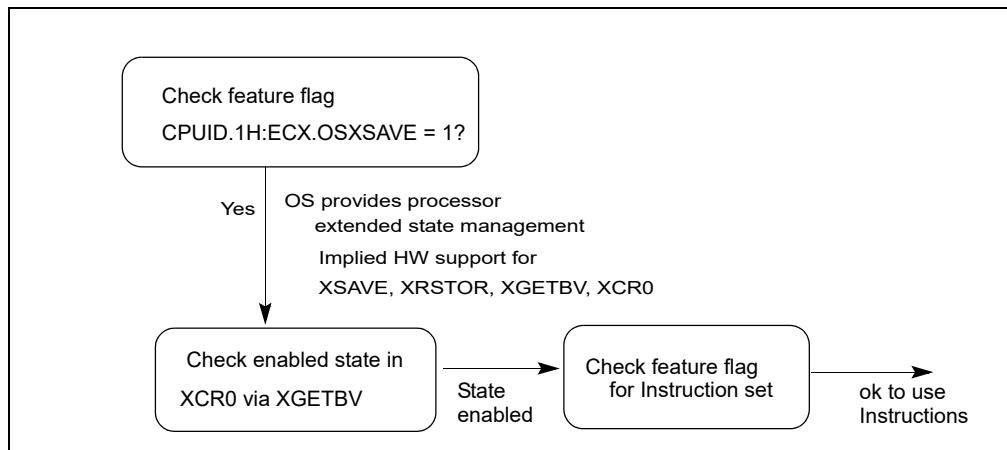 Check feature flag
CPUID.1H:ECX.OSXSAVE = 1?
Yes
OS provides processor
extended state management
Implied HW support for
XSAVE, XRSTOR, XGETBV, XCR0
Check enabled state in
XCR0 via XGETBV
State
enabled
Check feature flag
for Instruction set
ok to use
Instructions